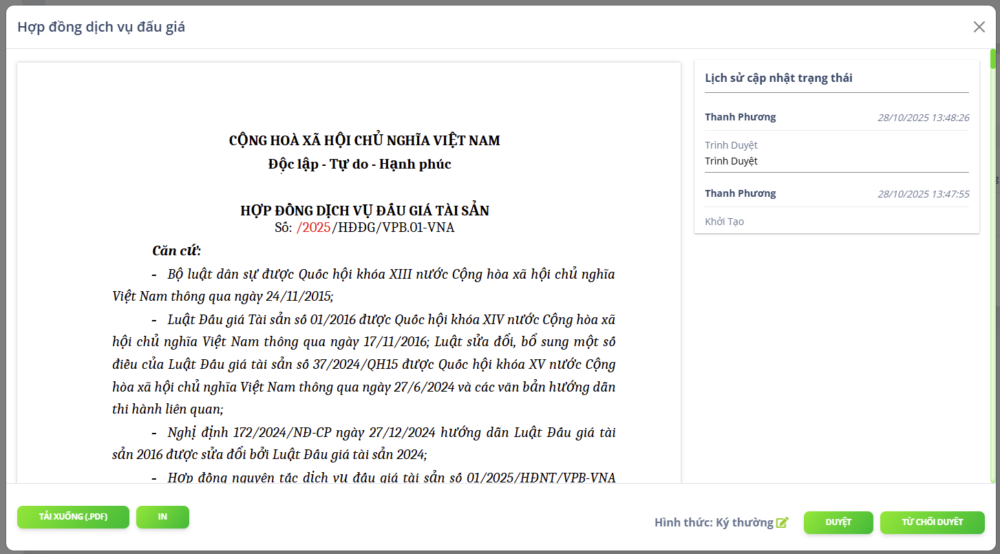 Hợp đồng dịch vụ đấu giá
CỘNG HOÀ XÃ HỘI CHỦ NGHĨA VIỆT NAM
Độc lập - Tự do - Hạnh phúc
HỢP ĐỒNG DỊCH VỤ ĐẤU GIÁ TÀI SẢN
Số: /2025/HĐĐG/VPB.01-VNA
Căn cứ:
- Bộ luật dân sự được Quốc hội khóa XIII nước Cộng hòa xã hội chủ nghĩa
Việt Nam thông qua ngày 24/11/2015;
- Luật Đấu giá Tài sản số 01/2016 được Quốc hội khóa XIV nước Cộng hòa xã
hội chủ nghĩa Việt Nam thông qua ngày 17/11/2016; Luật sửa đổi, bổ sung một số
điều của Luật Đấu giá tài sản số 37/2024/QH15 được Quốc hội khóa XV nước Cộng
hòa xã hội chủ nghĩa Việt Nam thông qua ngày 27/6/2024 và các văn bản hướng dẫn
thi hành liên quan;
- Nghị định 172/2024/NĐ-CP ngày 27/12/2024 hướng dẫn Luật Đấu giá tài
sản 2016 được sửa đổi bởi Luật Đấu giá tài sản 2024;
- Hợp đồng nguyên tắc dịch vụ đấu giá tài sản số 01/2025/HĐNT/VPB-VNA
Lịch sử cập nhật trạng thái
Thanh Phương 28/10/2025 13:48:26
Trình Duyệt
Trình Duyệt
Thanh Phương 28/10/2025 13:47:55
Khởi Tạo
TẢI XUỐNG (.PDF)
IN
Hình thức: Ký thường
DUYỆT
TỪ CHỐI DUYỆT